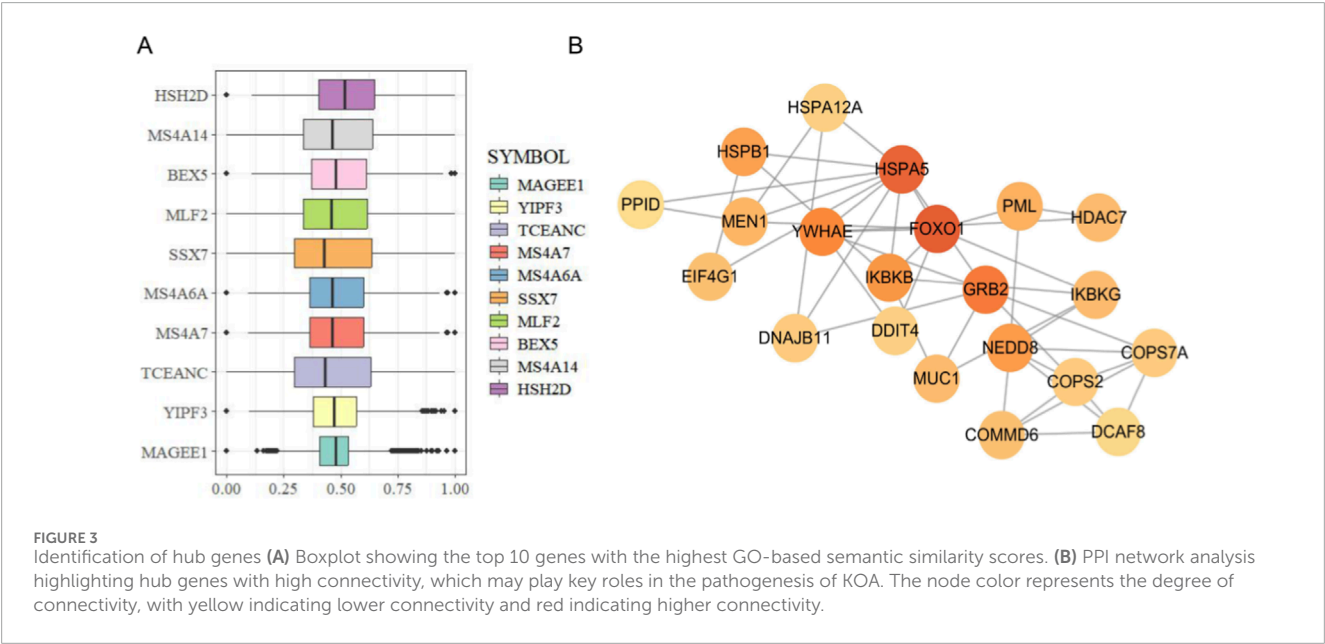 A
HSH2D
MS4A14
BEX5
MLF2
SSX7
MS4A6A
MS4A7
TCEANC
YIPF3
MAGEE1
0.00 0.25 0.50 0.75 1.00
SYMBOL
MAGEE1
YIPF3
TCEANC
MS4A7
MS4A6A
SSX7
MLF2
BEX5
MS4A14
HSH2D
B
HSPA12A
HSPB1
HSPA5
PPID
MEN1
YWHAE
FOXO1
PML
HDAC7
EIF4G1
IKBKB
GRB2
IKBKG
DNAJB11
DDIT4
NEDD8
COPS7A
MUC1
COPS2
COMMD6
DCAF8
FIGURE 3
Identification of hub genes (A) Boxplot showing the top 10 genes with the highest GO-based semantic similarity scores. (B) PPI network analysis
highlighting hub genes with high connectivity, which may play key roles in the pathogenesis of KOA. The node color represents the degree of
connectivity, with yellow indicating lower connectivity and red indicating higher connectivity.